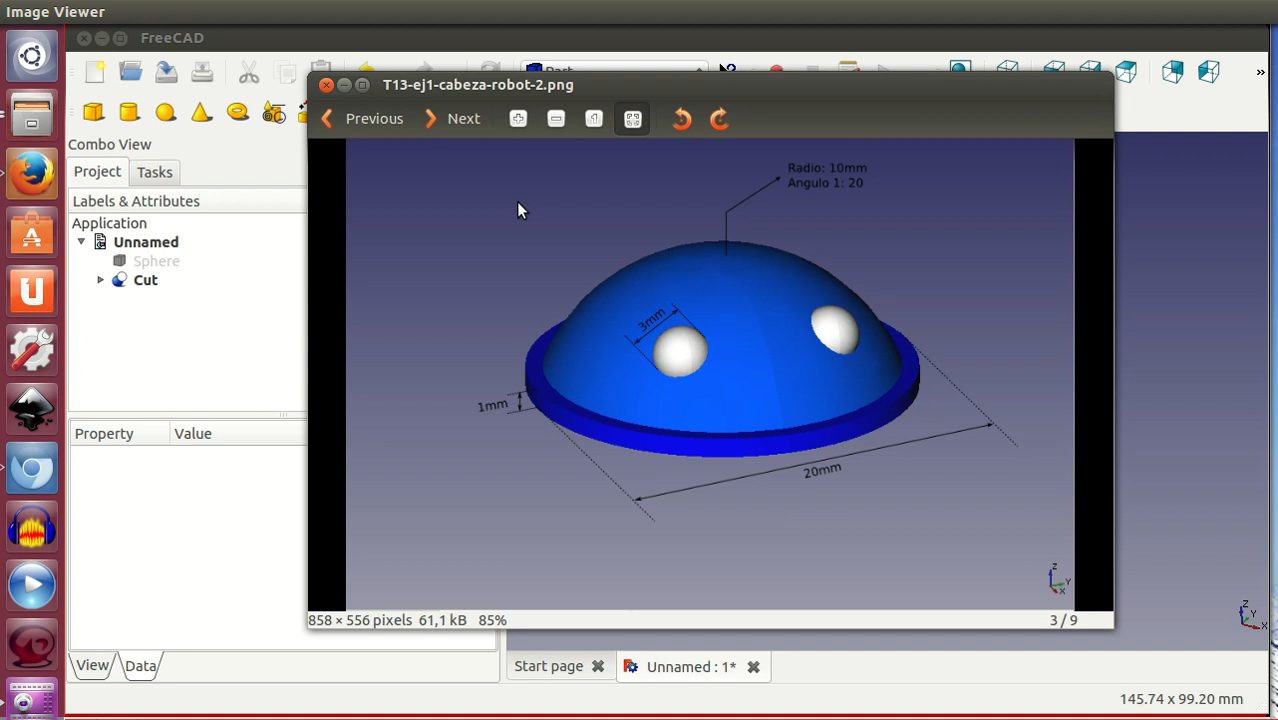 Image Viewer
FreeCAD
Part
»
Combo View
Project
Tasks
Labels & Attributes
Application
Unnamed
Sphere
Cut
Property
Value
View
Data
T13-ej1-cabeza-robot-2.png
Previous
Next
Radio: 10mm
Angulo 1: 20
3mm
1mm
20mm
Z
Y
X
858 × 556 pixels 61,1 kB 85%
3 / 9
Z
Y
X
Start page
Unnamed : 1*
145.74 x 99.20 mm